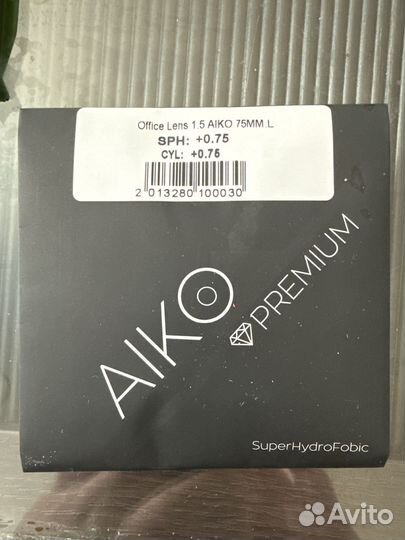 Office Lens 1.5 AIKO 75MM.L
SPH: +0.75
CYL: +0.75
2 013280 100030
AIKO
PREMIUM
SuperHydroFobic
Avito